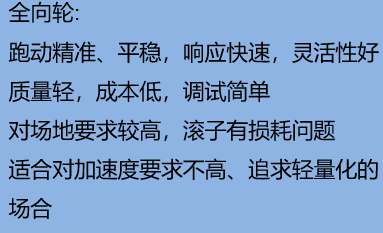 全向轮:
跑动精准、平稳，响应快速，灵活性好
质量轻，成本低，调试简单
对场地要求较高，滚子有损耗问题
适合对加速度要求不高、追求轻量化的
场合